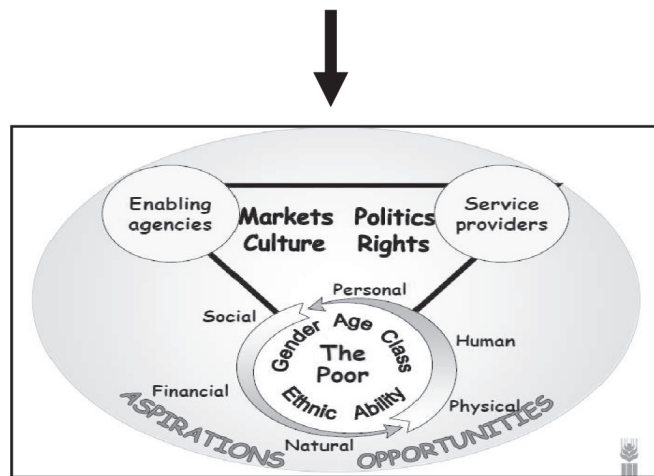 Enabling
agencies
Service
providers
Markets Politics
Culture Rights
Personal
Social
Human
Gender Age Class
The
Poor
Ethnic Ability
Financial
Physical
Natural
ASPIRATIONS OPPORTUNITIES